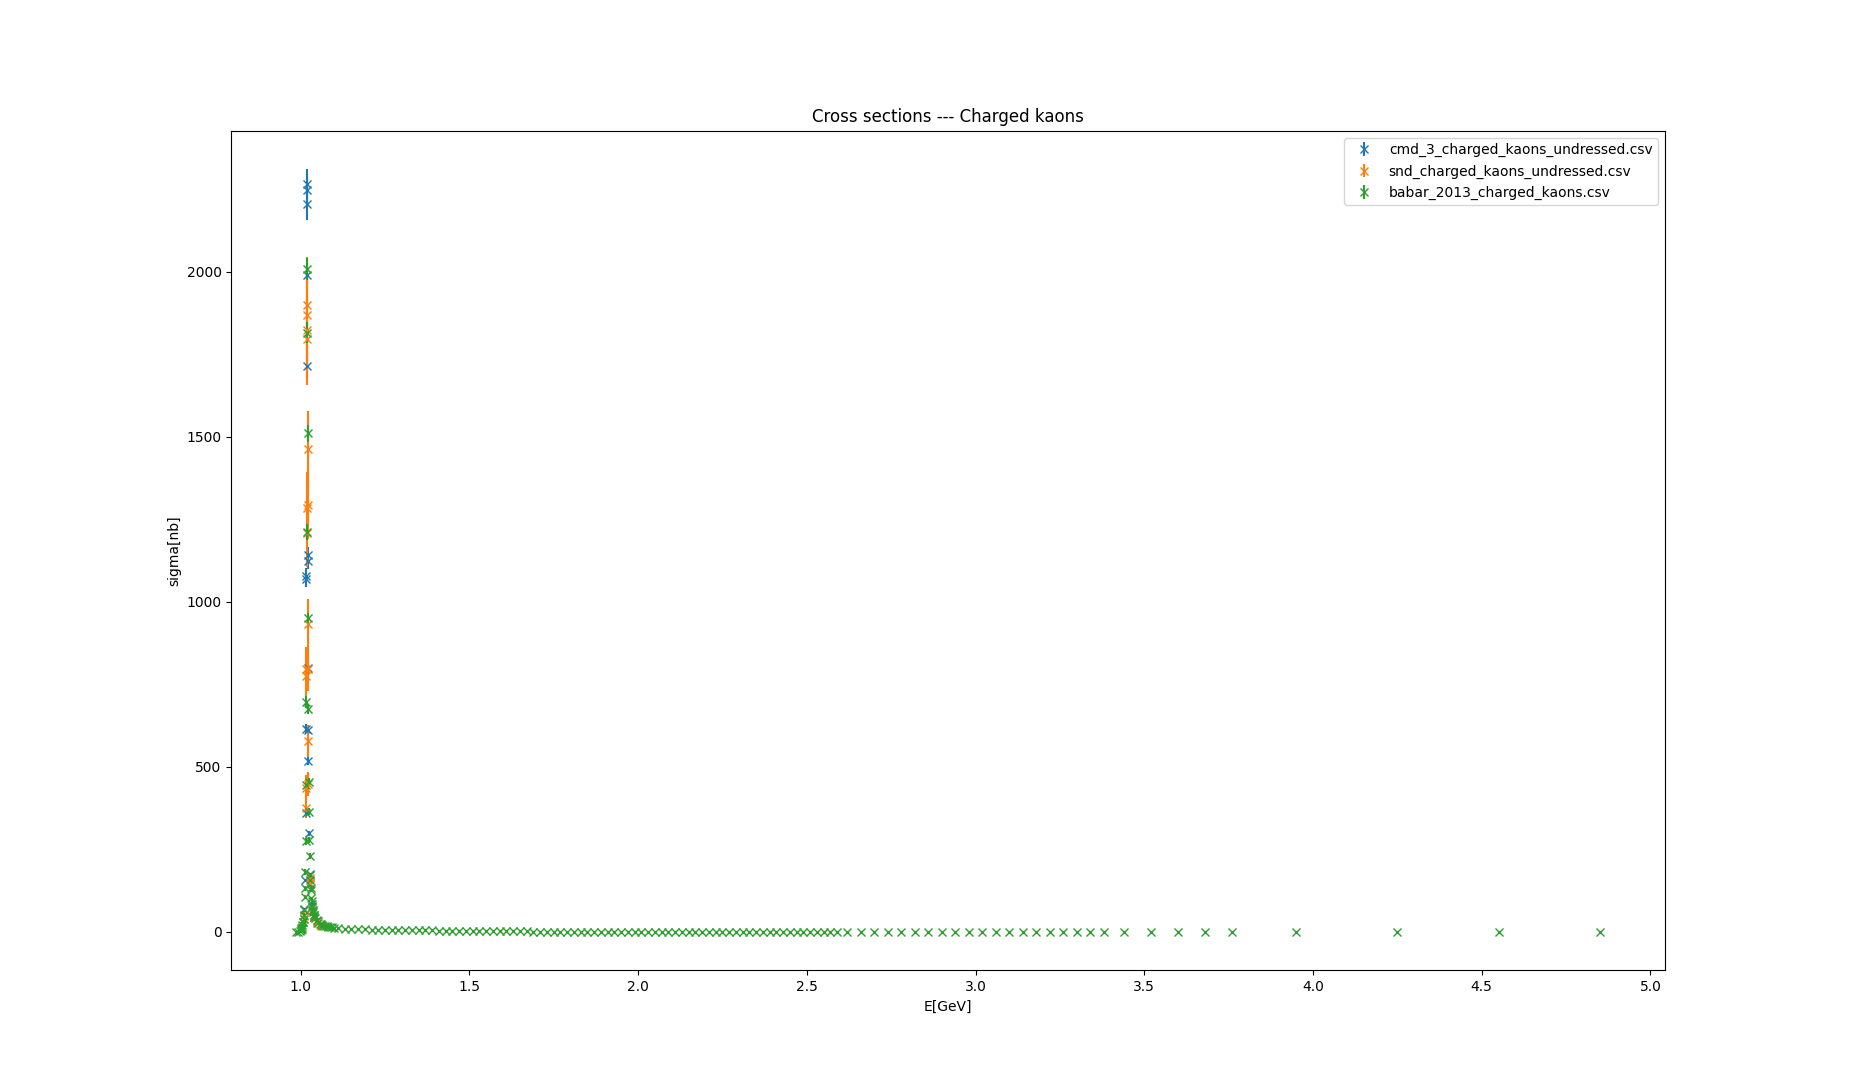 Cross sections --- Charged kaons
cmd_3_charged_kaons_undressed.csv
snd_charged_kaons_undressed.csv
babar_2013_charged_kaons.csv
sigma[nb]
2000
1500
1000
500
0
1.0 1.5 2.0 2.5 3.0 3.5 4.0 4.5 5.0
E[GeV]